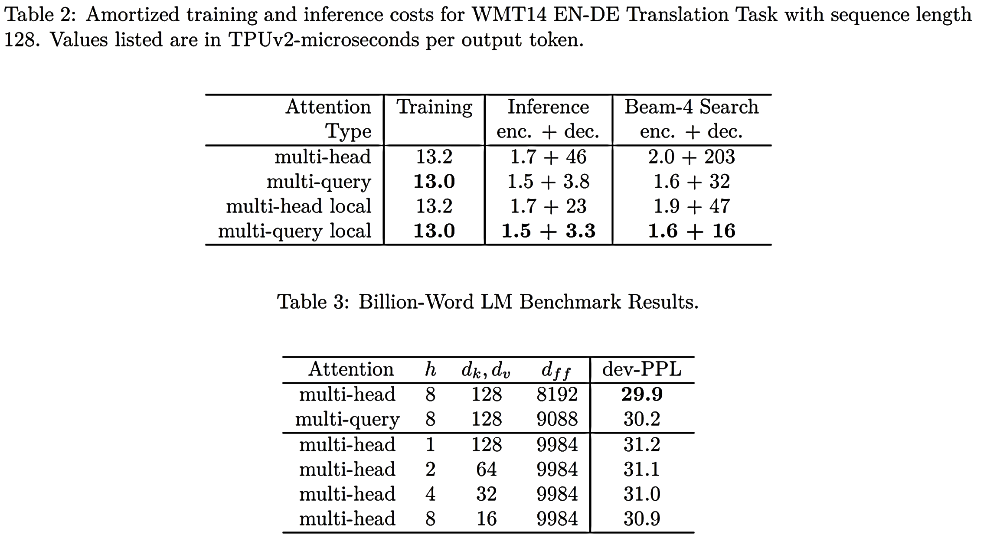 Table 2: Amortized training and inference costs for WMT14 EN-DE Translation Task with sequence length
128. Values listed are in TPUv2-microseconds per output token.
Attention Training Inference Beam-4 Search
Type enc. + dec. enc. + dec.
multi-head 13.2 1.7 + 46 2.0 + 203
multi-query 13.0 1.5 + 3.8 1.6 + 32
multi-head local 13.2 1.7 + 23 1.9 + 47
multi-query local 13.0 1.5 + 3.3 1.6 + 16
Table 3: Billion-Word LM Benchmark Results.
Attention h d_k, d_v d_ff dev-PPL
multi-head 8 128 8192 29.9
multi-query 8 128 9088 30.2
multi-head 1 128 9984 31.2
multi-head 2 64 9984 31.1
multi-head 4 32 9984 31.0
multi-head 8 16 9984 30.9